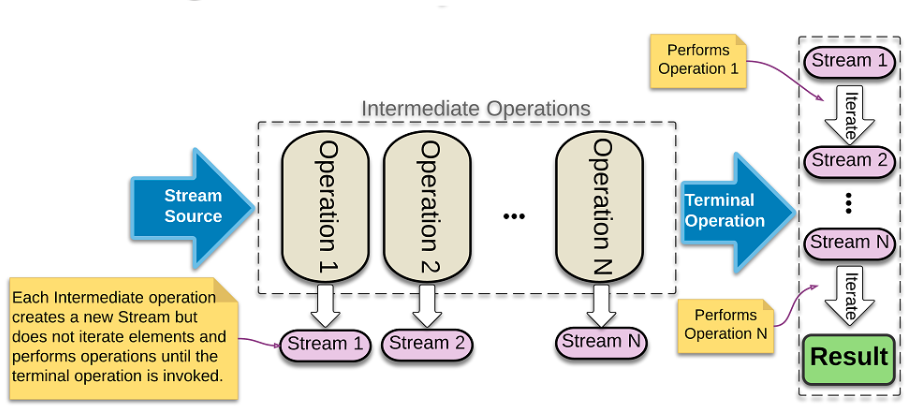 Intermediate Operations
Stream
Source
Operation 1
Operation 2
...
Operation N
Terminal
Operation
Stream 1
Stream 2
Stream N
Each Intermediate operation
creates a new Stream but
does not iterate elements and
performs operations until the
terminal operation is invoked.
Performs
Operation 1
Stream 1
Iterate
Stream 2
Stream N
Performs
Operation N
Iterate
Result